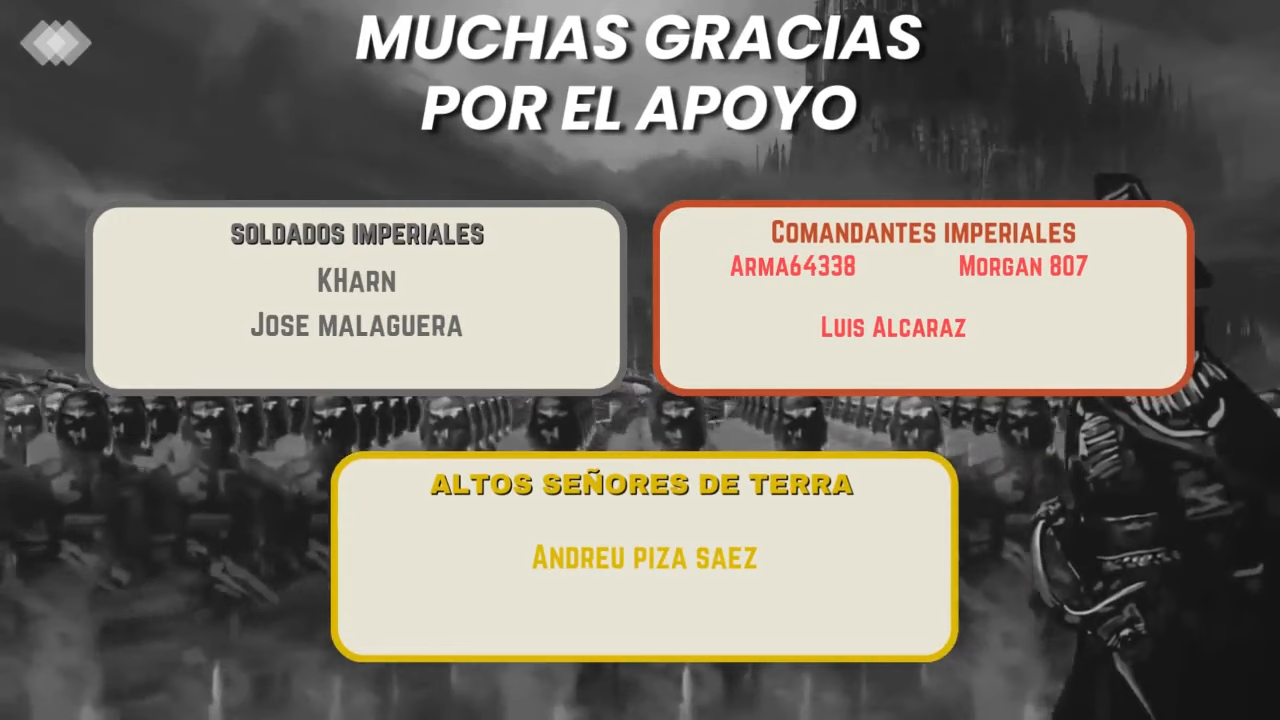 MUCHAS GRACIAS
POR EL APOYO
SOLDADOS IMPERIALES
KHARN
JOSE MALAGUERA
COMANDANTES IMPERIALES
ARMA64338 MORGAN 807
LUIS ALCARAZ
ALTOS SEÑORES DE TERRA
ANDREU PIZA SAEZ